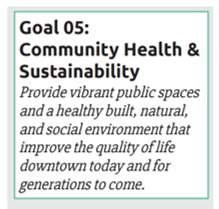 Goal 05:
Community Health &
Sustainability
Provide vibrant public spaces
and a healthy built, natural,
and social environment that
improve the quality of life
downtown today and for
generations to come.